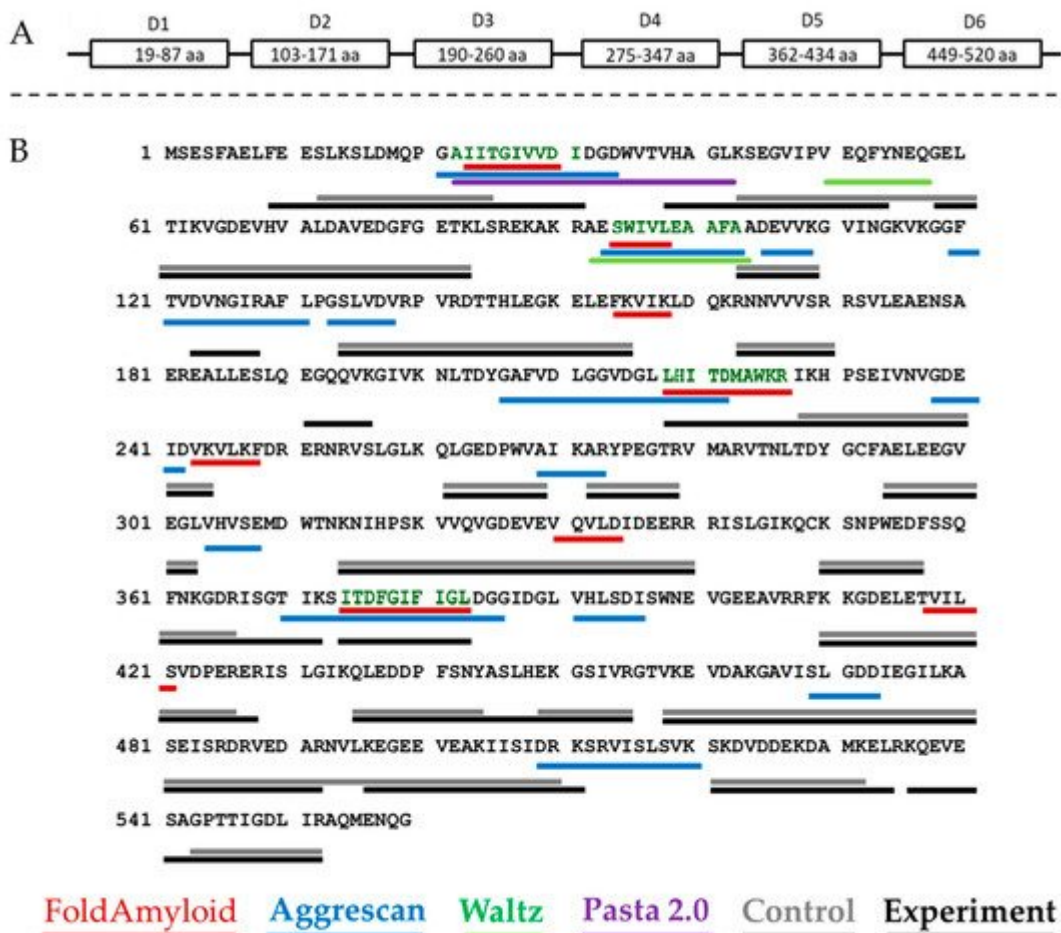 A
D1 D2 D3 D4 D5 D6
19-87 aa 103-171 aa 190-260 aa 275-347 aa 362-434 aa 449-520 aa
B
1 MSESFAELFE ESLKSLDMQP GAIITGIVVD IDGDWVTVHA GLKSEGVIPV EQFYNEQGEL
61 TIKVGDEVHV ALDAVEDGFG ETKLSREKAK RAESWIVLEA AFAADEVVKG VINGKVKGGF
121 TVDVNGIRAF LPGSLVDVRP VRDTTHLEGK ELEFKVIKLD QKRNNVVVSR RSVLEAENSA
181 EREALLESLQ EGQQVKGIVK NLTDYGAFVD LGGVDGLLHI TDMAWKRIKH PSEIVNVGDE
241 IDVKVLKFDR ERNRVSLGLK QLGEDPWVAI KARYPEGTRV MARVTNLTDY GCFAELEEGV
301 EGLVHVSEMD WTNKNIHPSK VVQVGDEVEV QVLDIDEERR RISLGIKQCK SNPWEDFSSQ
361 FNKGDRISGT IKSITDFGIF IGLDGGIDGL VHLSDISWNE VGEEAVRRFK KGDELETVIL
421 SVDPERERIS LGIKQLEDDP FSNYASLHEK GSIVRGTVKE VDAKGAVISL GDDIEGILKA
481 SEISRDRVED ARNVLKEGEE VEAKIISIDR KSRVISLSVK SKDVDDEKDA MKELRKQEVE
541 SAGPTTIGDL IRAQMENQG
FoldAmyloid Aggrescan Waltz Pasta 2.0 Control Experiment